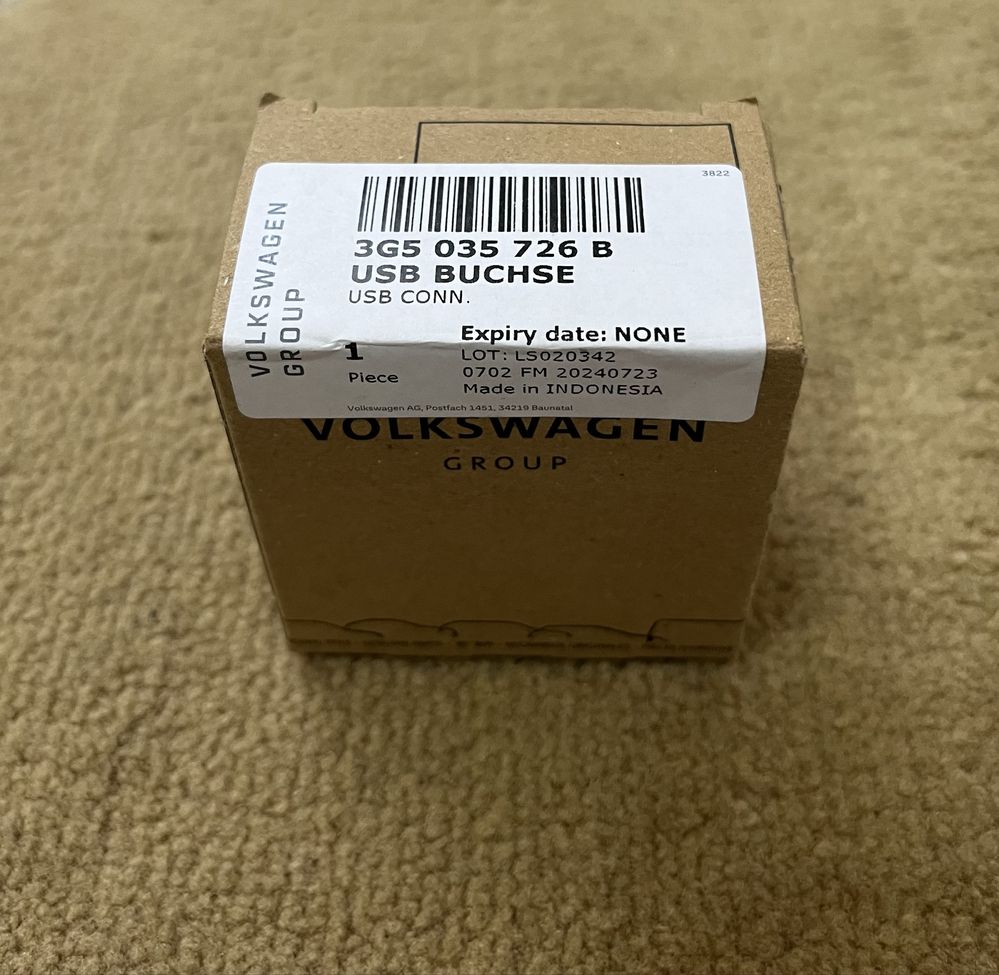 3822
3G5 035 726 B
USB BUCHSE
USB CONN.
VOLKSWAGEN
GROUP
Expiry date: NONE
1
Piece
LOT: LS020342
0702 FM 20240723
Made in INDONESIA
Volkswagen AG, Postfach 1451, 34219 Baunatal
VOLKSWAGEN
GROUP